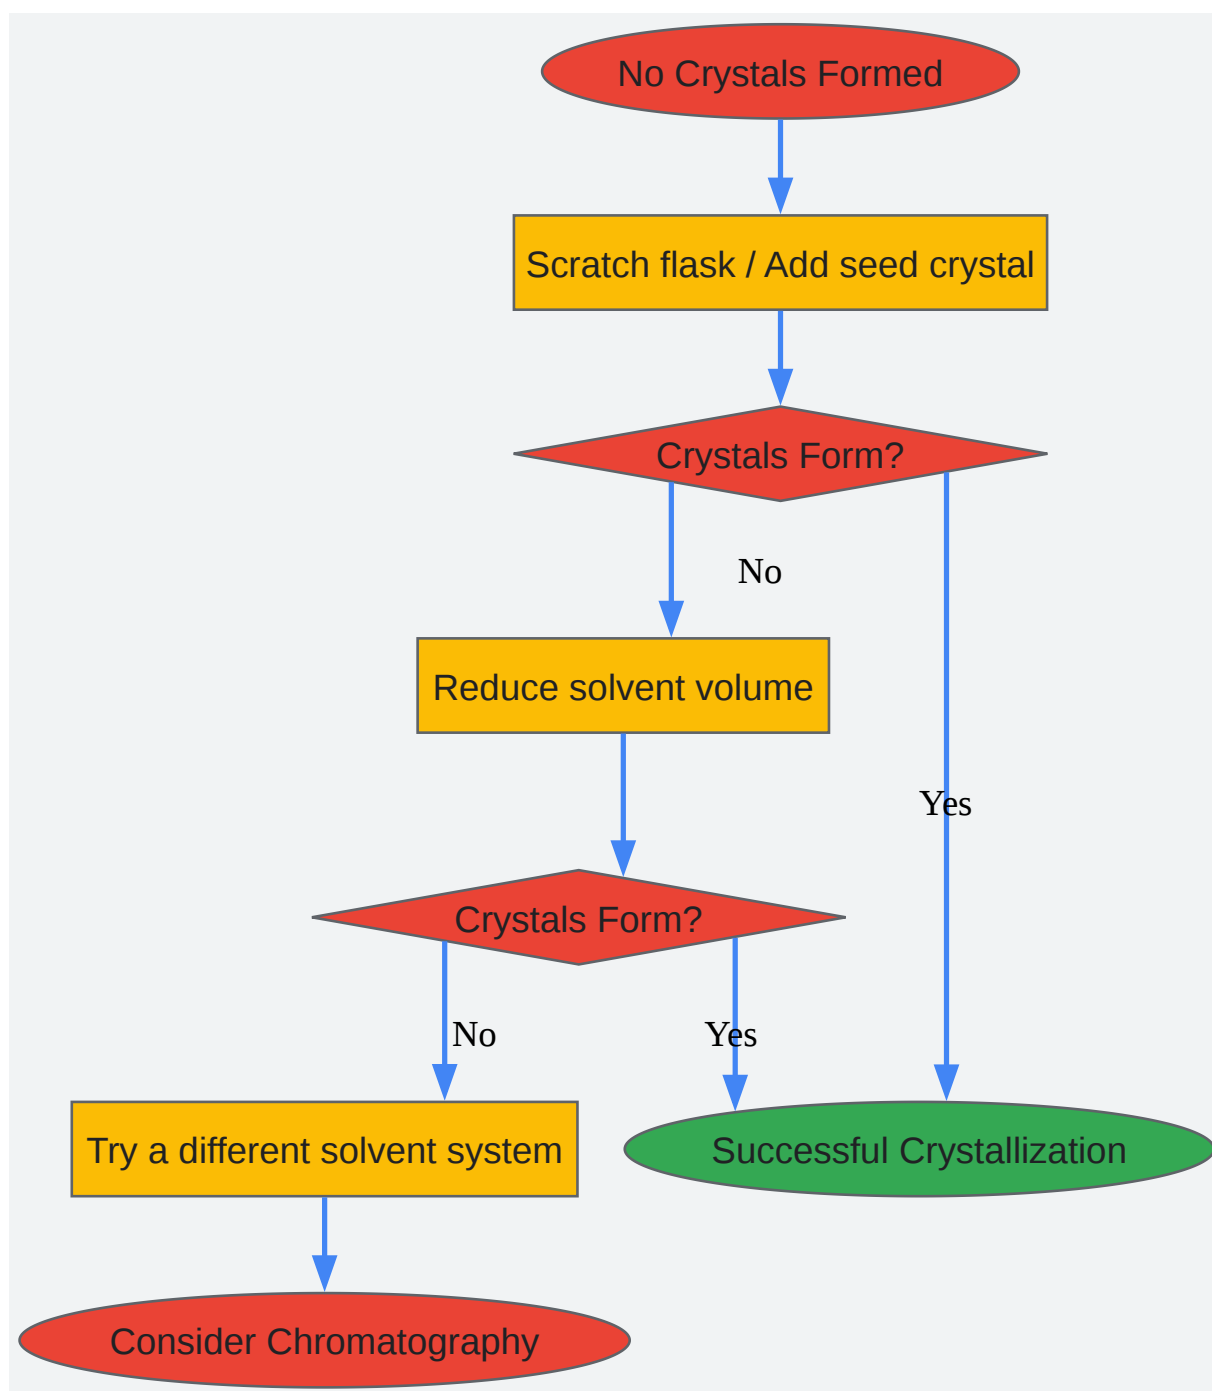 No Crystals Formed
Scratch flask / Add seed crystal
Crystals Form?
No
Reduce solvent volume
Yes
Crystals Form?
No
Yes
Try a different solvent system
Successful Crystallization
Consider Chromatography